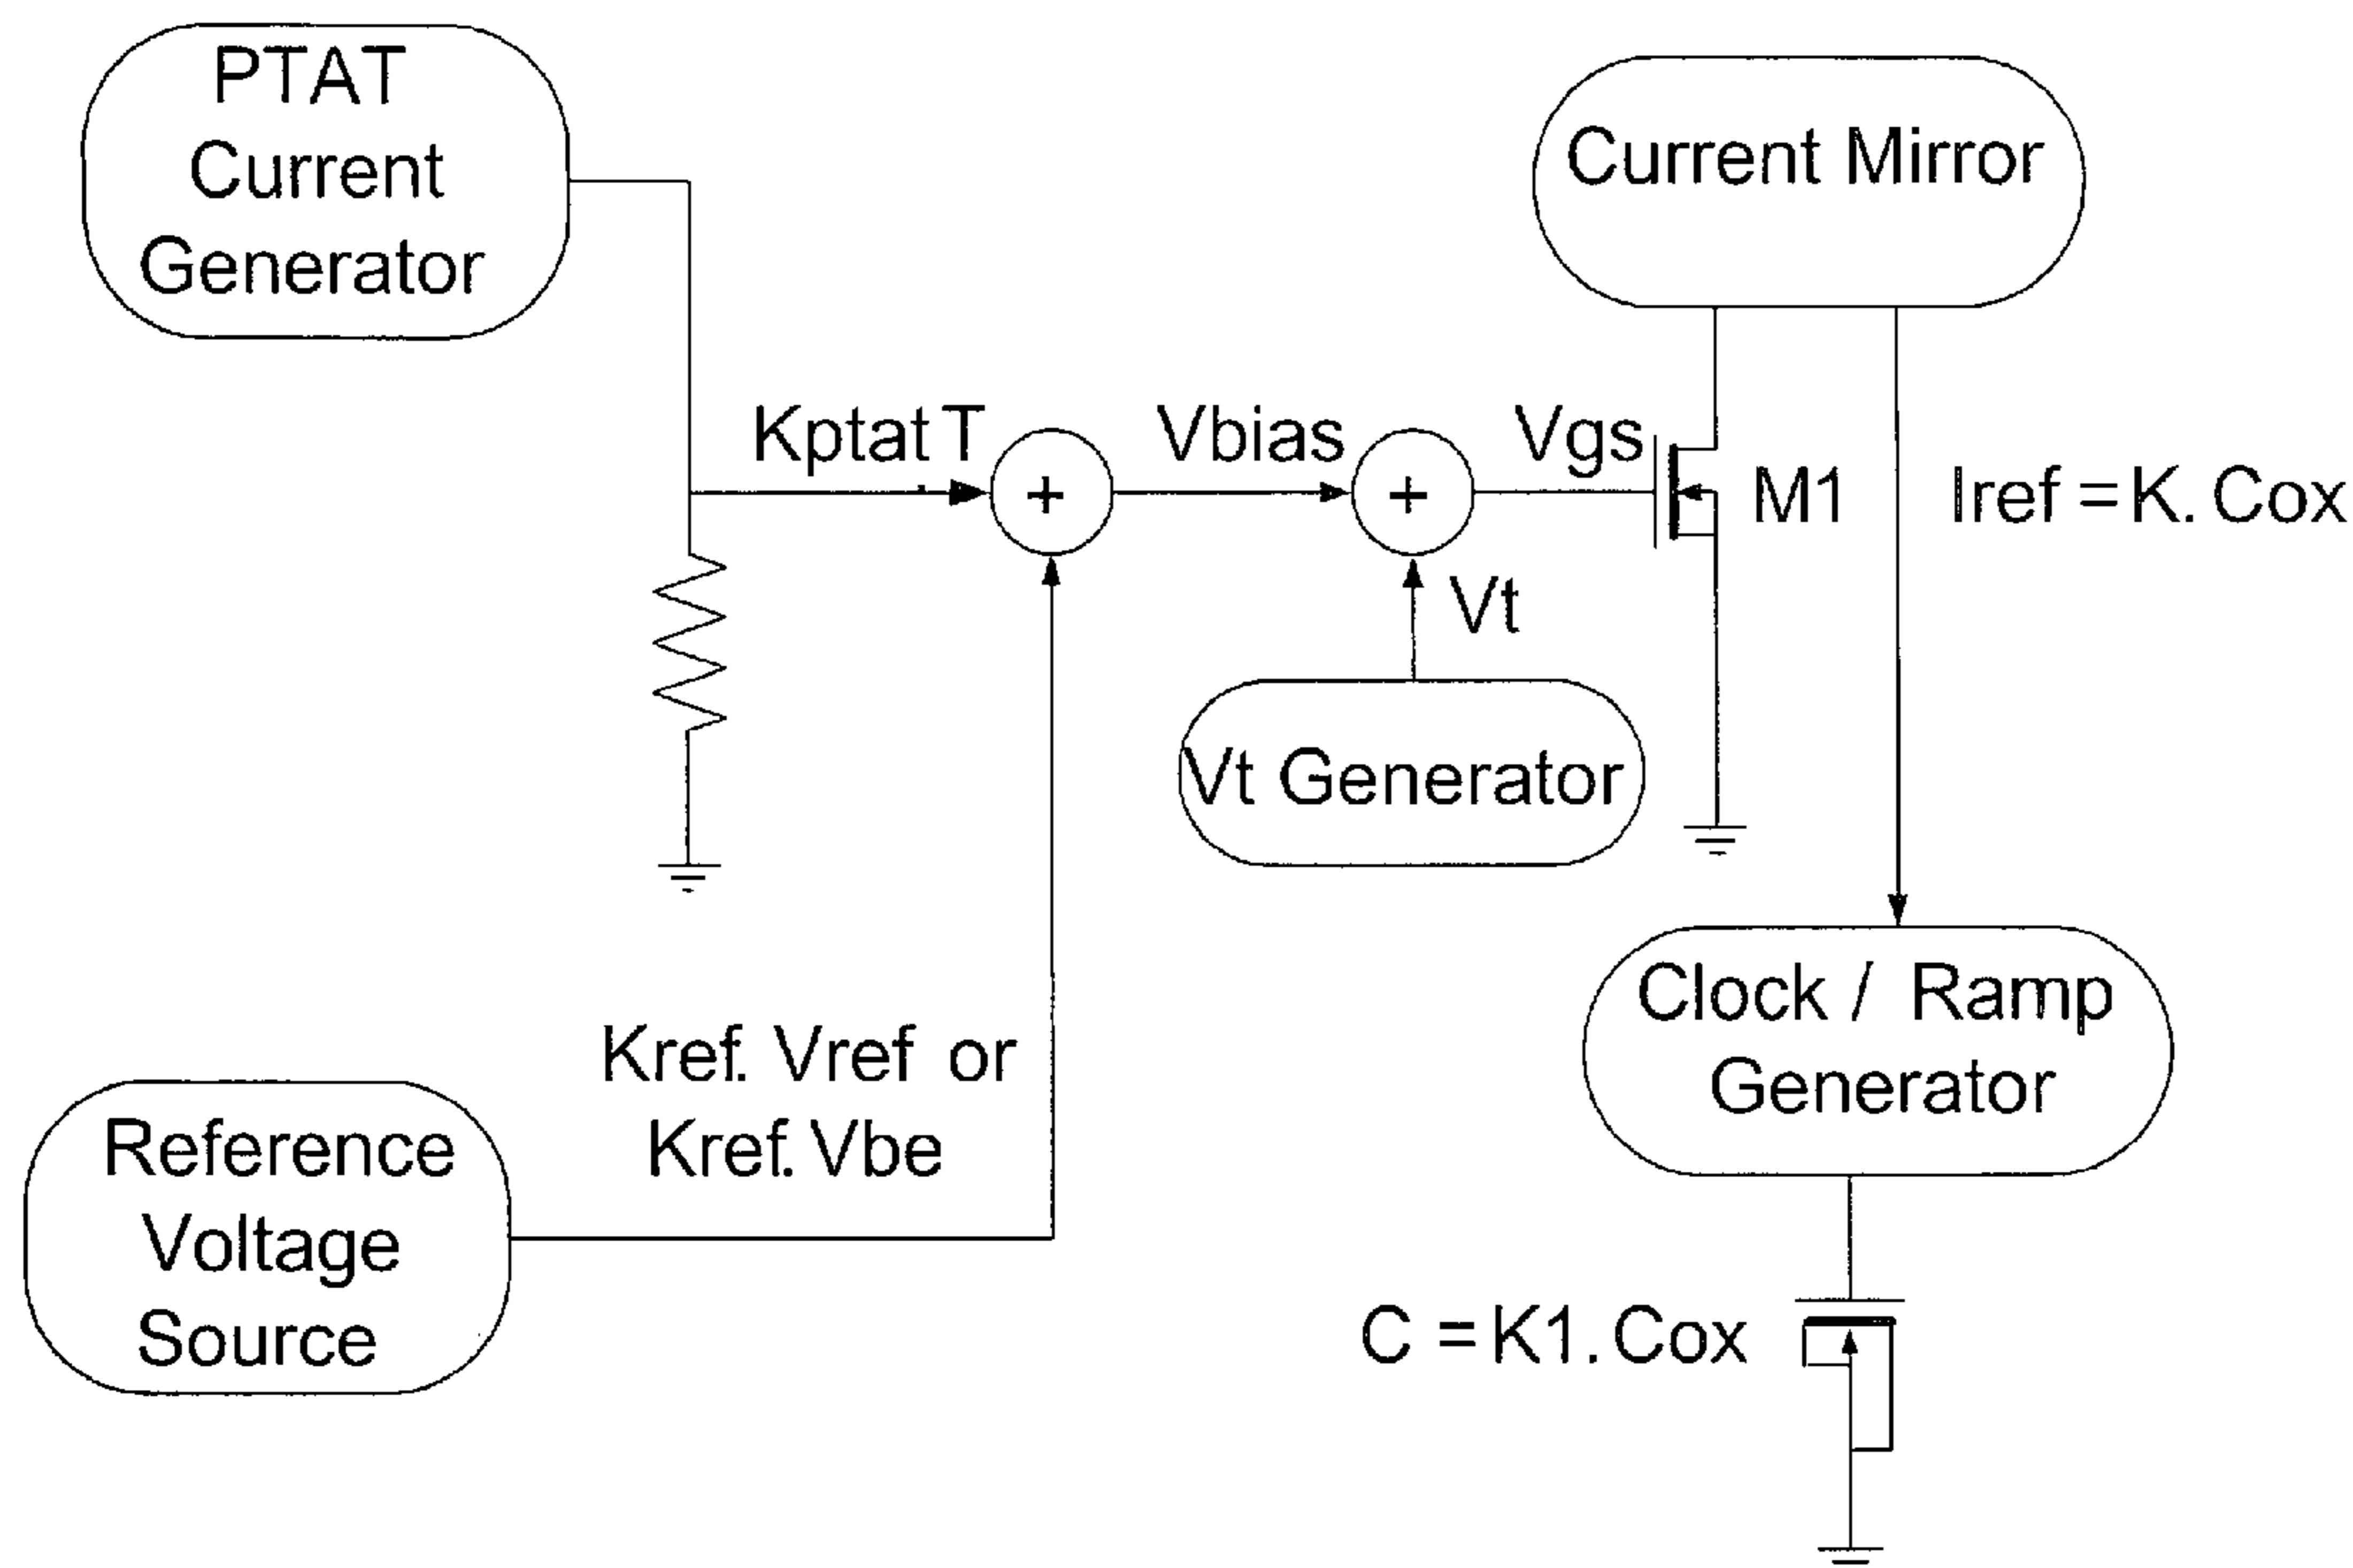 PTAT
Current
Generator
Current Mirror
Kptat T
+
Vbias
+
Vgs
M1
Iref = K. Cox
Vt
Vt Generator
Clock / Ramp
Generator
Kref. Vref or
Kref. Vbe
Reference
Voltage
Source
C = K1. Cox